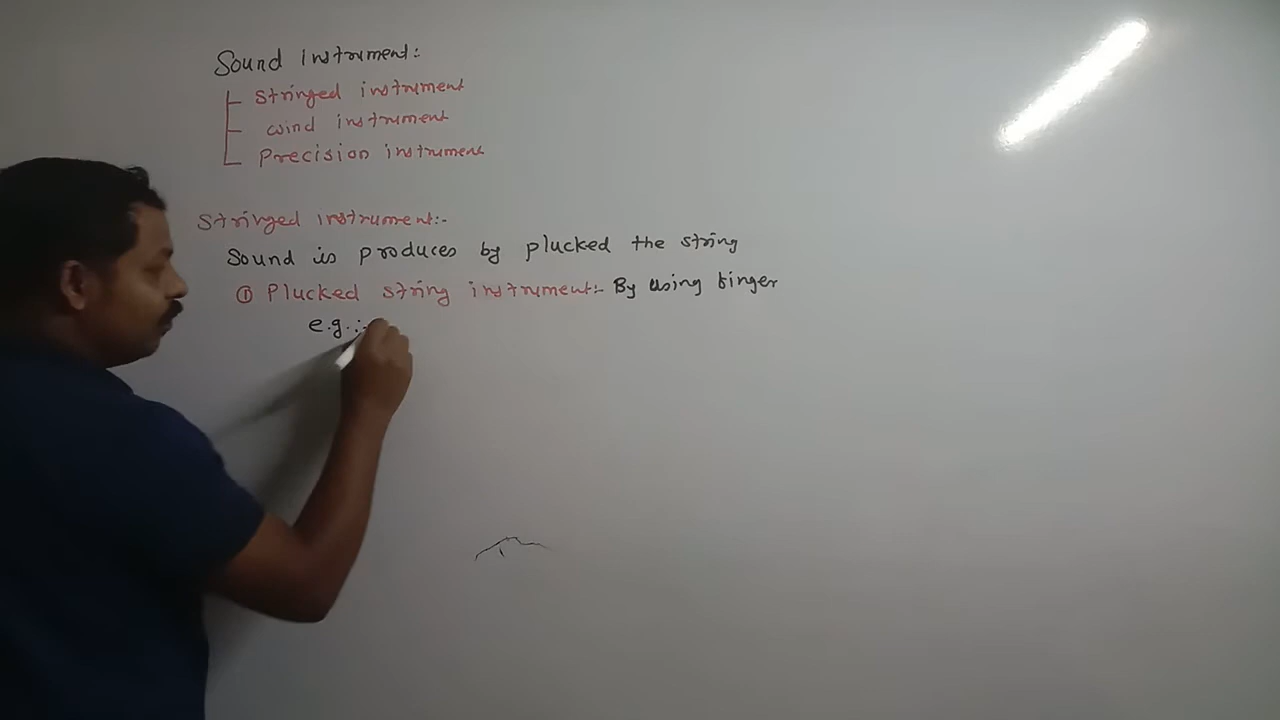 Sound instrument:
Stringed instrument
wind instrument
Precision instrument
Stringed instrument:-
Sound is produces by plucked the string
① Plucked string instrument:- By using finger
e.g.:-